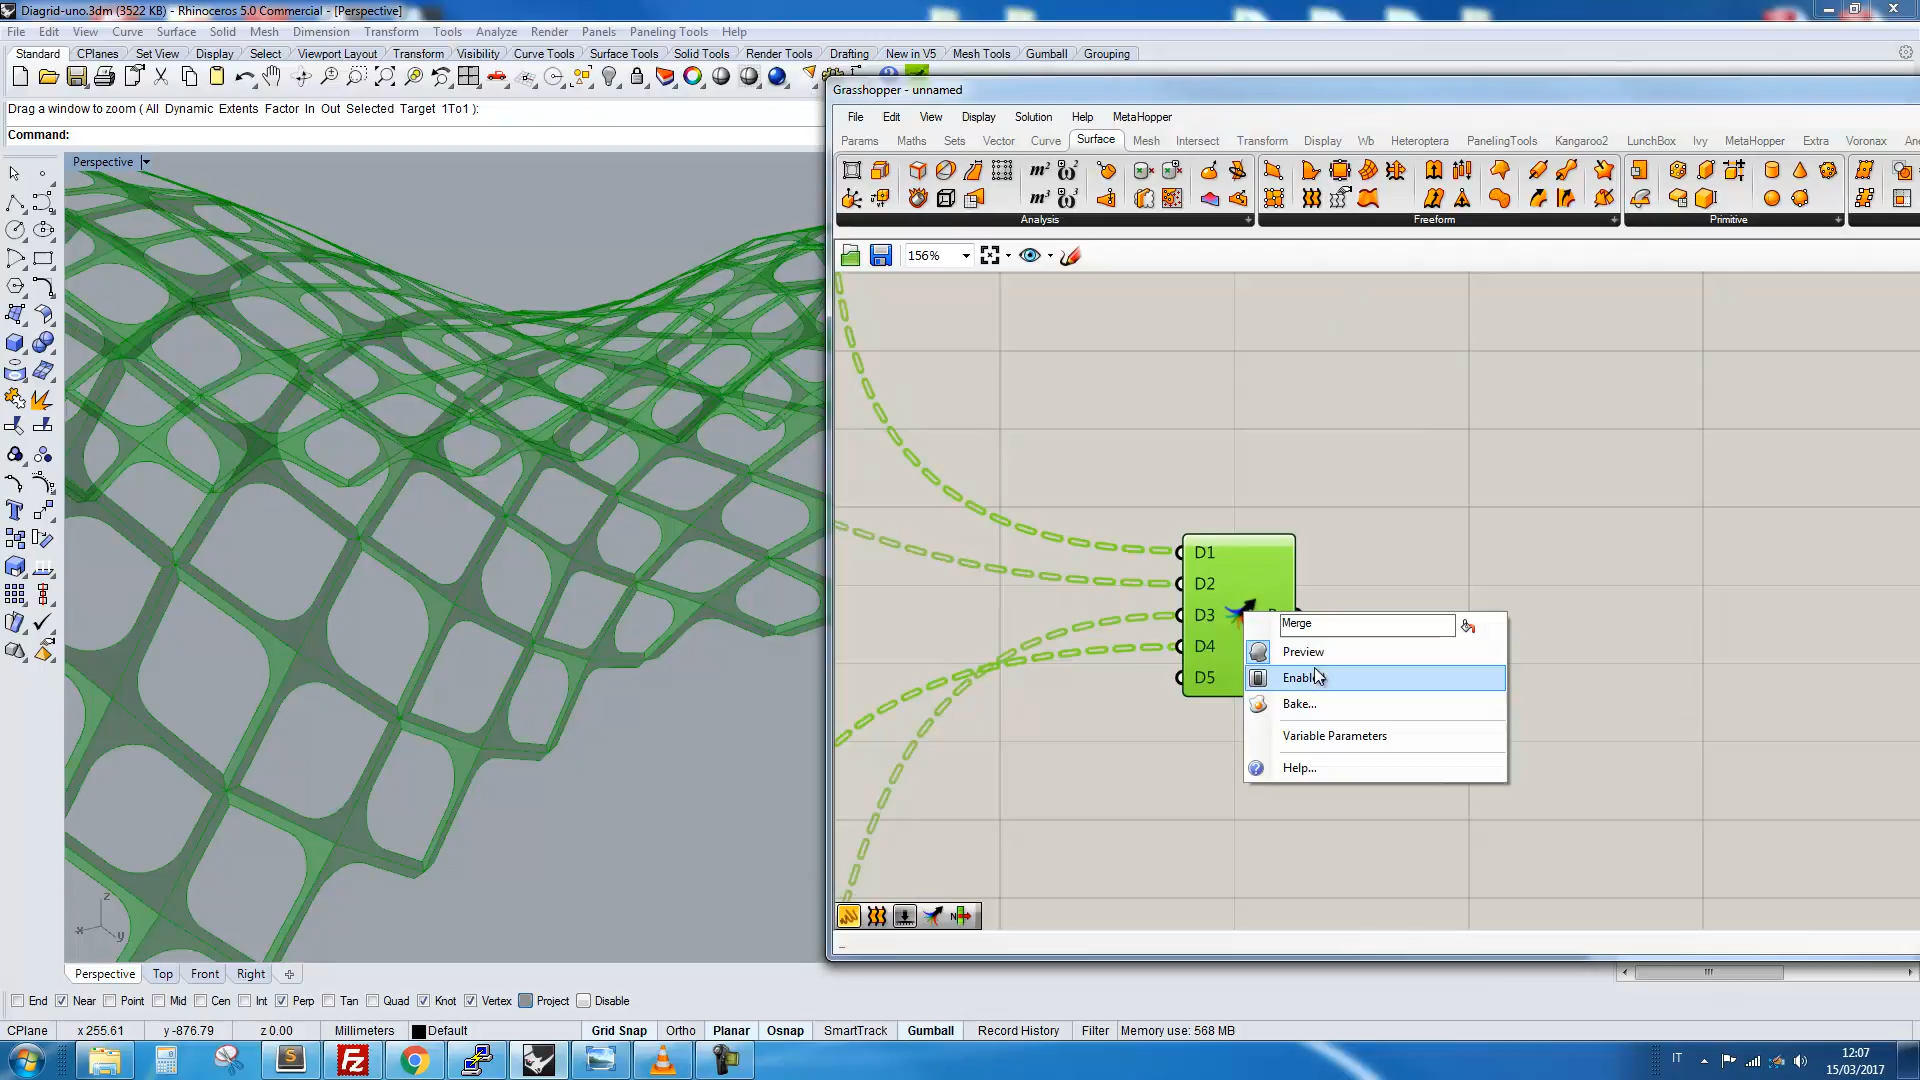 Diagrid-uno.3dm (3522 KB) - Rhinoceros 5.0 Commercial - [Perspective]
File Edit View Curve Surface Solid Mesh Dimension Transform Tools Analyze Render Panels Paneling Tools Help
Standard CPlanes Set View Display Select Viewport Layout Transform Visibility Curve Tools Surface Tools Solid Tools Mesh Tools Render Tools Drafting New in V5 Mesh Tools Gumball Grouping
Drag a window to zoom ( All Dynamic Extents Factor In Out Selected Target 1To1 ):
Command:
Perspective
Grasshopper - unnamed
File Edit View Display Solution Help MetaHopper
Params Maths Sets Vector Curve Surface Mesh Intersect Transform Display Wb Heteroptera PanelingTools Kangaroo2 LunchBox Ivy MetaHopper Extra Voronax
Analysis Freeform Primitive
156%
D1
D2
D3
D4
D5
Merge
Preview
Bake...
Variable Parameters
Help...
z
x y
Perspective Top Front Right
End Near Point Mid Cen Int Perp Tan Quad Knot Vertex Project Disable
CPlane x 255.61 y -876.79 z 0.00 Millimeters Default Grid Snap Ortho Planar Osnap SmartTrack Gumball Record History Filter Memory use: 568 MB
IT
12:07
15/03/2017